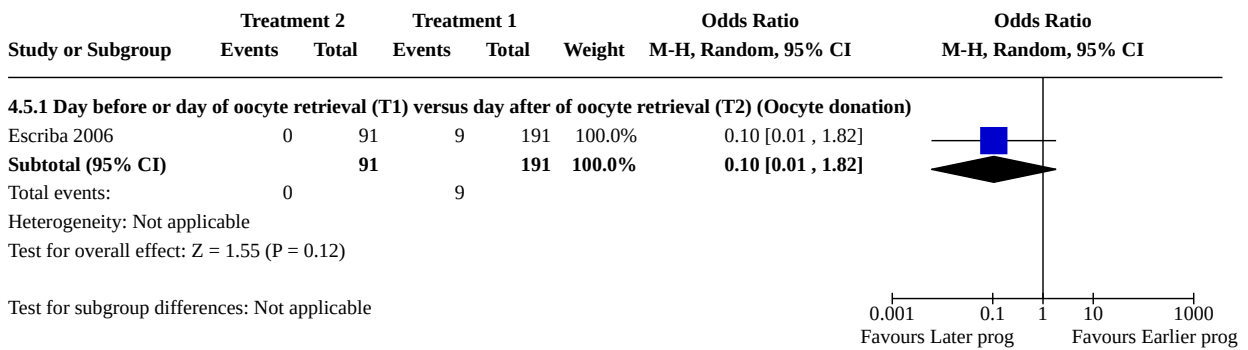 Treatment 2 Treatment 1 Odds Ratio Odds Ratio
Study or Subgroup Events Total Events Total Weight M-H, Random, 95% CI M-H, Random, 95% CI
4.5.1 Day before or day of oocyte retrieval (T1) versus day after of oocyte retrieval (T2) (Oocyte donation)
Escriba 2006 0 91 9 191 100.0% 0.10 [0.01 , 1.82]
Subtotal (95% CI) 91 191 100.0% 0.10 [0.01 , 1.82]
Total events: 0 9
Heterogeneity: Not applicable
Test for overall effect: Z = 1.55 (P = 0.12)
Test for subgroup differences: Not applicable
0.001 0.1 1 10 1000
Favours Later prog Favours Earlier prog